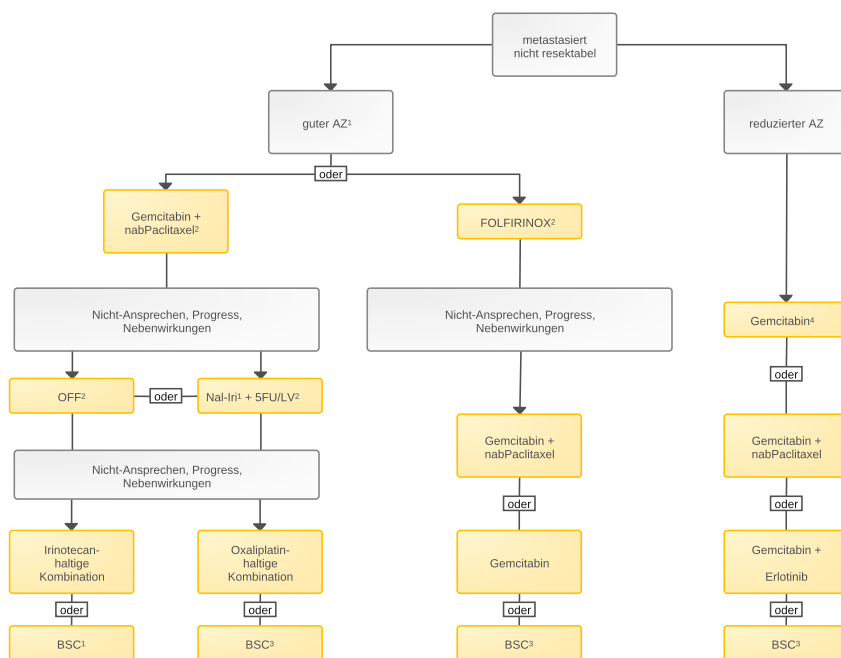 metastasiert
nicht resektabel
guter AZ¹
reduzierter AZ
oder
Gemcitabin +
nabPaclitaxel²
FOLFIRINOX²
Nicht-Ansprechen, Progress,
Nebenwirkungen
Nicht-Ansprechen, Progress,
Nebenwirkungen
Gemcitabin⁴
oder
OFF²
oder
Nal-Iri¹ + 5FU/LV²
Gemcitabin +
nabPaclitaxel
Gemcitabin +
nabPaclitaxel
Nicht-Ansprechen, Progress,
Nebenwirkungen
oder
oder
Irinotecan-
haltige
Kombination
Oxaliplatin-
haltige
Kombination
Gemcitabin
Gemcitabin +
Erlotinib
oder
oder
oder
oder
BSC¹
BSC³
BSC³
BSC³